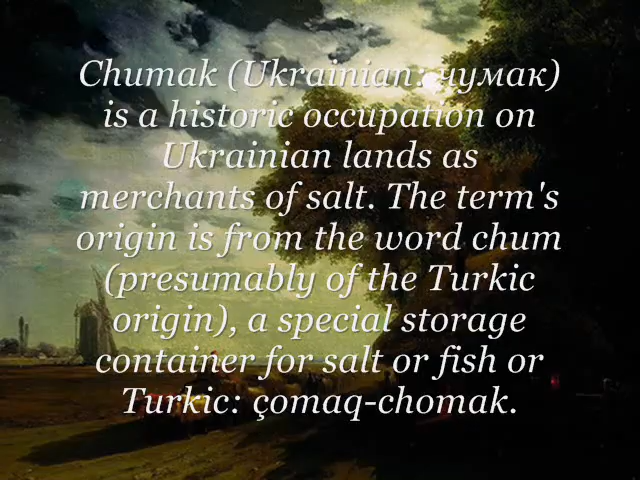 Chumak (Ukrainian: чумак)
is a historic occupation on
Ukrainian lands as
merchants of salt. The term's
origin is from the word chum
(presumably of the Turkic
origin), a special storage
container for salt or fish or
Turkic: çomaq-chomak.